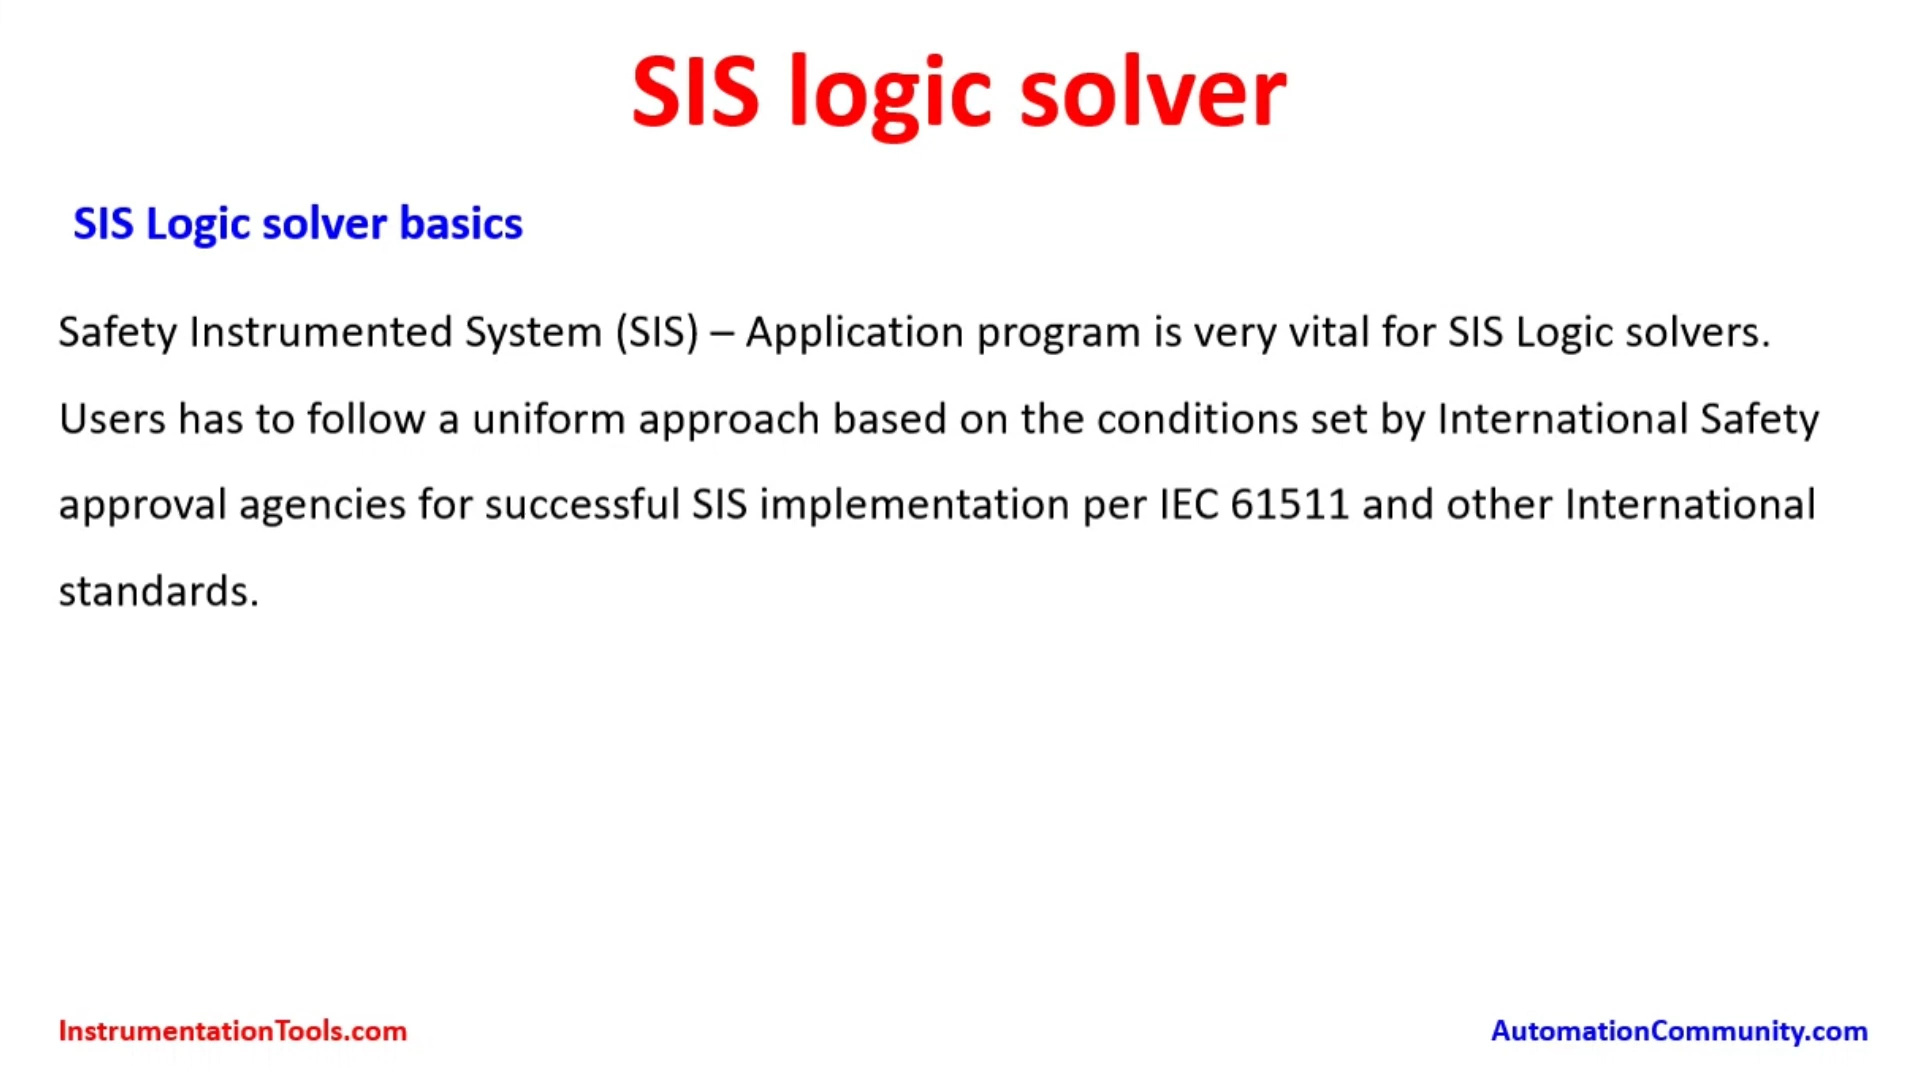 SIS logic solver
SIS Logic solver basics
Safety Instrumented System (SIS) – Application program is very vital for SIS Logic solvers.
Users has to follow a uniform approach based on the conditions set by International Safety
approval agencies for successful SIS implementation per IEC 61511 and other International
standards.
InstrumentationTools.com
AutomationCommunity.com